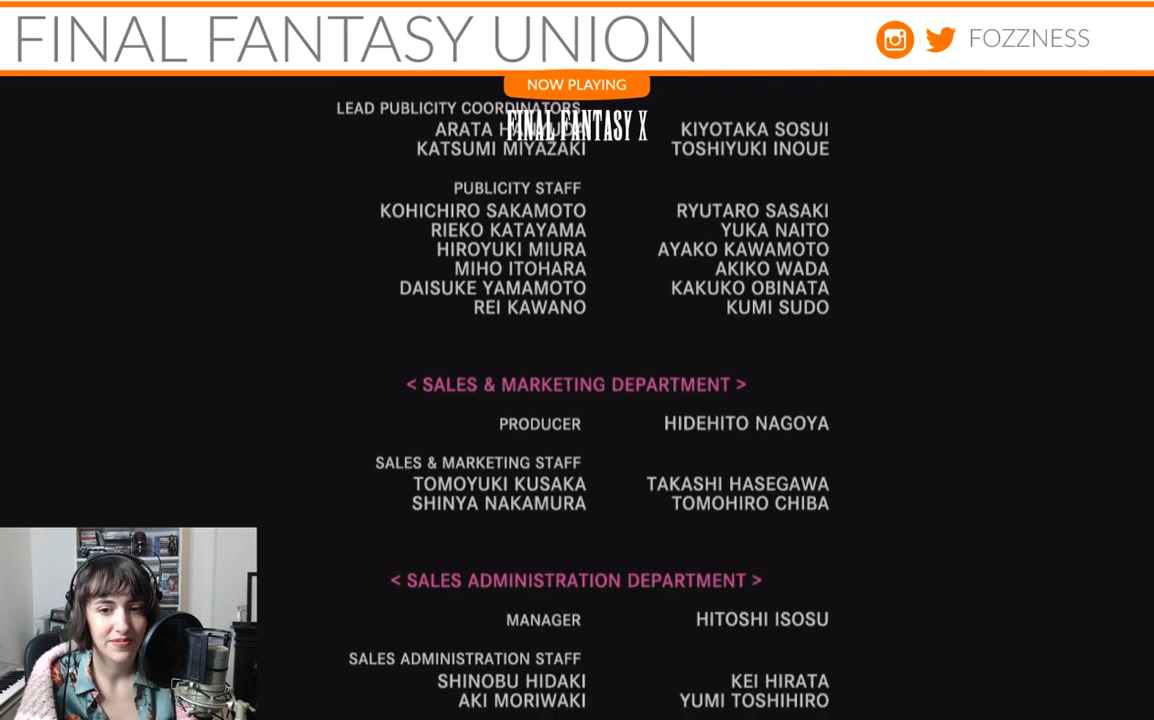 FINAL FANTASY UNION
FOZZNESS
NOW PLAYING
FINAL FANTASY X
LEAD PUBLICITY COORDINATORS
ARATA KIYOTAKA SOSUI
KATSUMI MIYAZAKI TOSHIYUKI INOUE
PUBLICITY STAFF
KOHICHIRO SAKAMOTO RYUTARO SASAKI
RIEKO KATAYAMA YUKA NAITO
HIROYUKI MIURA AYAKO KAWAMOTO
MIHO ITOHARA AKIKO WADA
DAISUKE YAMAMOTO KAKUKO OBINATA
REI KAWANO KUMI SUDO
< SALES & MARKETING DEPARTMENT >
PRODUCER HIDEHITO NAGOYA
SALES & MARKETING STAFF
TOMOYUKI KUSAKA TAKASHI HASEGAWA
SHINYA NAKAMURA TOMOHIRO CHIBA
< SALES ADMINISTRATION DEPARTMENT >
MANAGER HITOSHI ISOSU
SALES ADMINISTRATION STAFF
SHINOBU HIDAKI KEI HIRATA
AKI MORIWAKI YUMI TOSHIHIRO